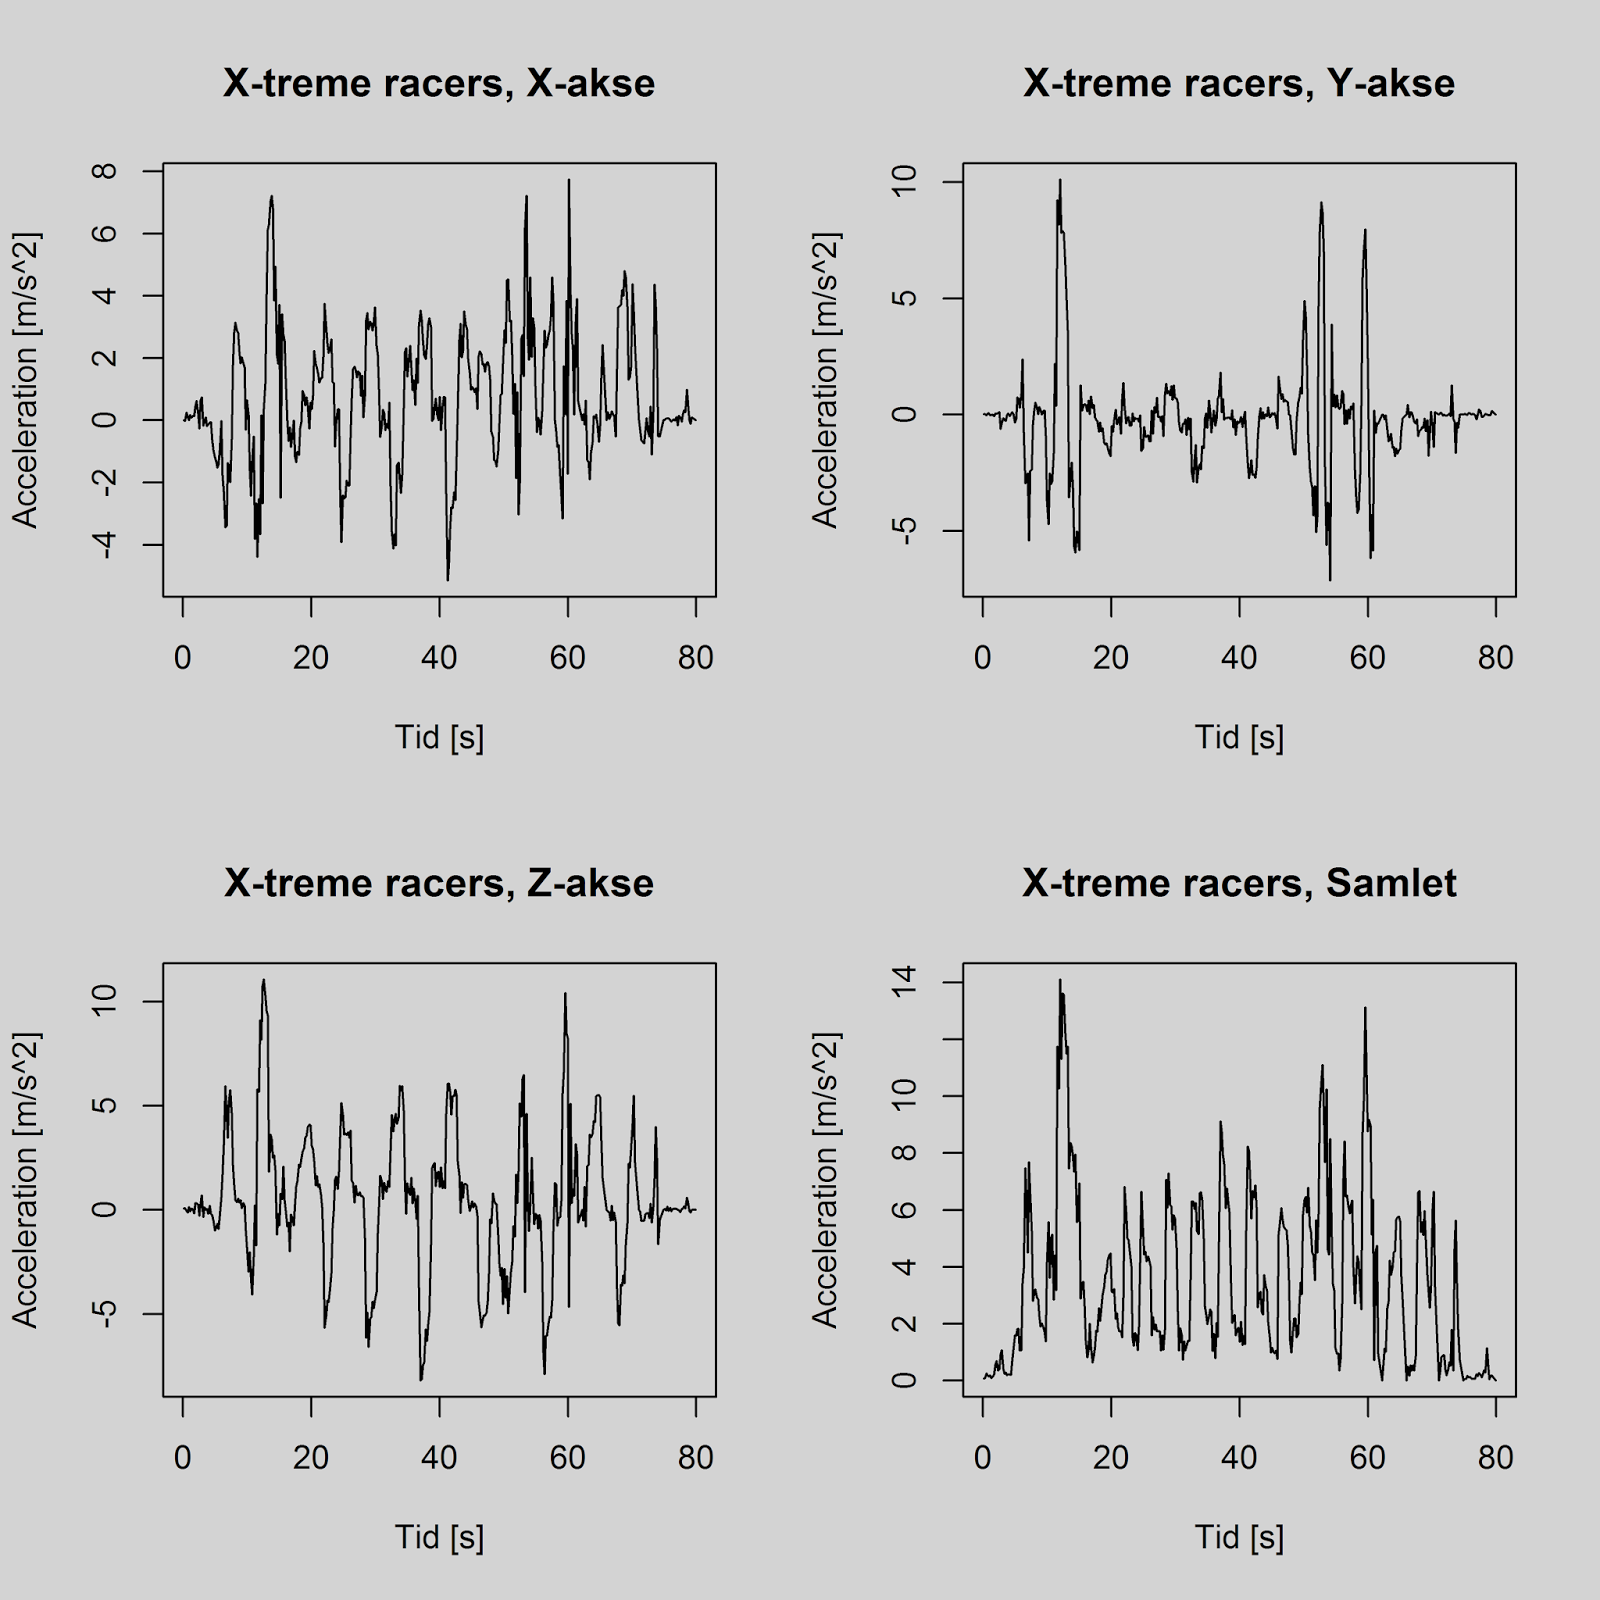 X-treme racers, X-akse
Acceleration [m/s^2]
8
6
4
2
0
-2
-4
0 20 40 60 80
Tid [s]
X-treme racers, Y-akse
Acceleration [m/s^2]
10
5
0
-5
0 20 40 60 80
Tid [s]
X-treme racers, Z-akse
Acceleration [m/s^2]
10
5
0
-5
0 20 40 60 80
Tid [s]
X-treme racers, Samlet
Acceleration [m/s^2]
14
10
8
6
4
2
0
0 20 40 60 80
Tid [s]